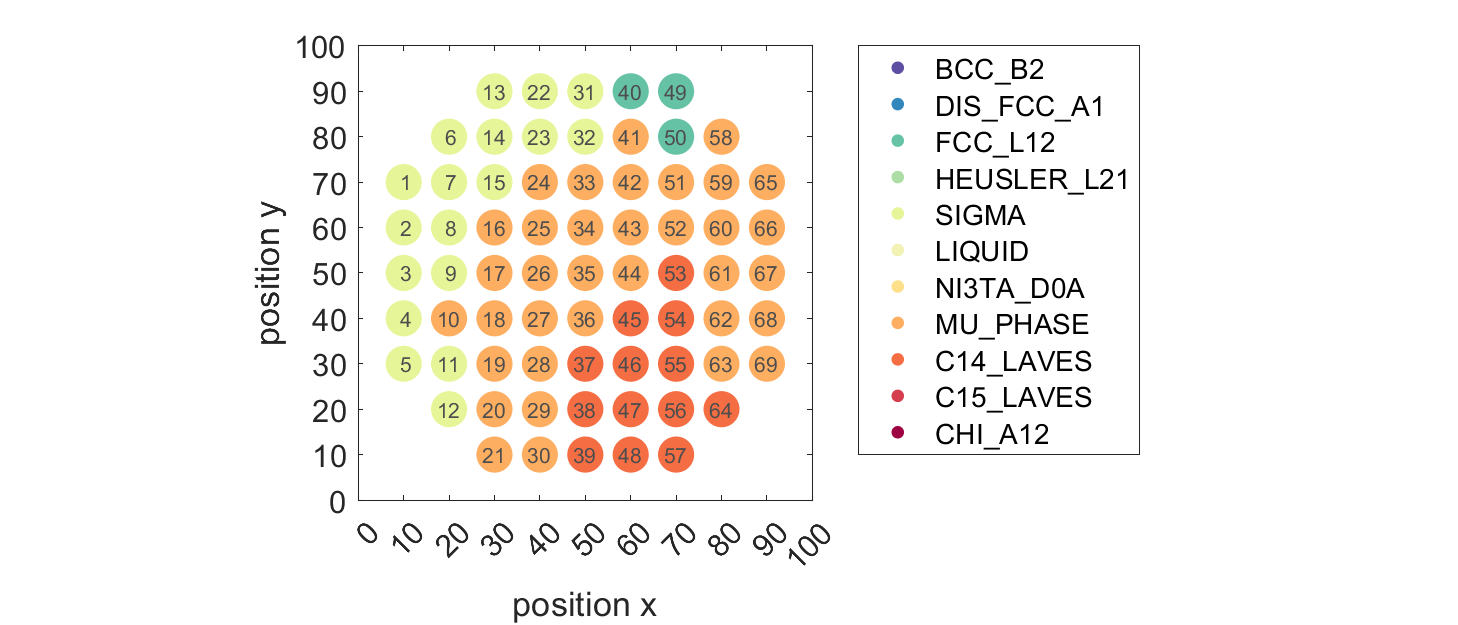 100
90
80
70
60
50
40
30
20
10
0
position y
13 22 31 40 49
6 14 23 32 41 50 58
1 7 15 24 33 42 51 59 65
2 8 16 25 34 43 52 60 66
3 9 17 26 35 44 53 61 67
4 10 18 27 36 45 54 62 68
5 11 19 28 37 46 55 63 69
12 20 29 38 47 56 64
21 30 39 48 57
0 10 20 30 40 50 60 70 80 90 100
position x
BCC_B2
DIS_FCC_A1
FCC_L12
HEUSLER_L21
SIGMA
LIQUID
NI3TA_D0A
MU_PHASE
C14_LAVES
C15_LAVES
CHI_A12